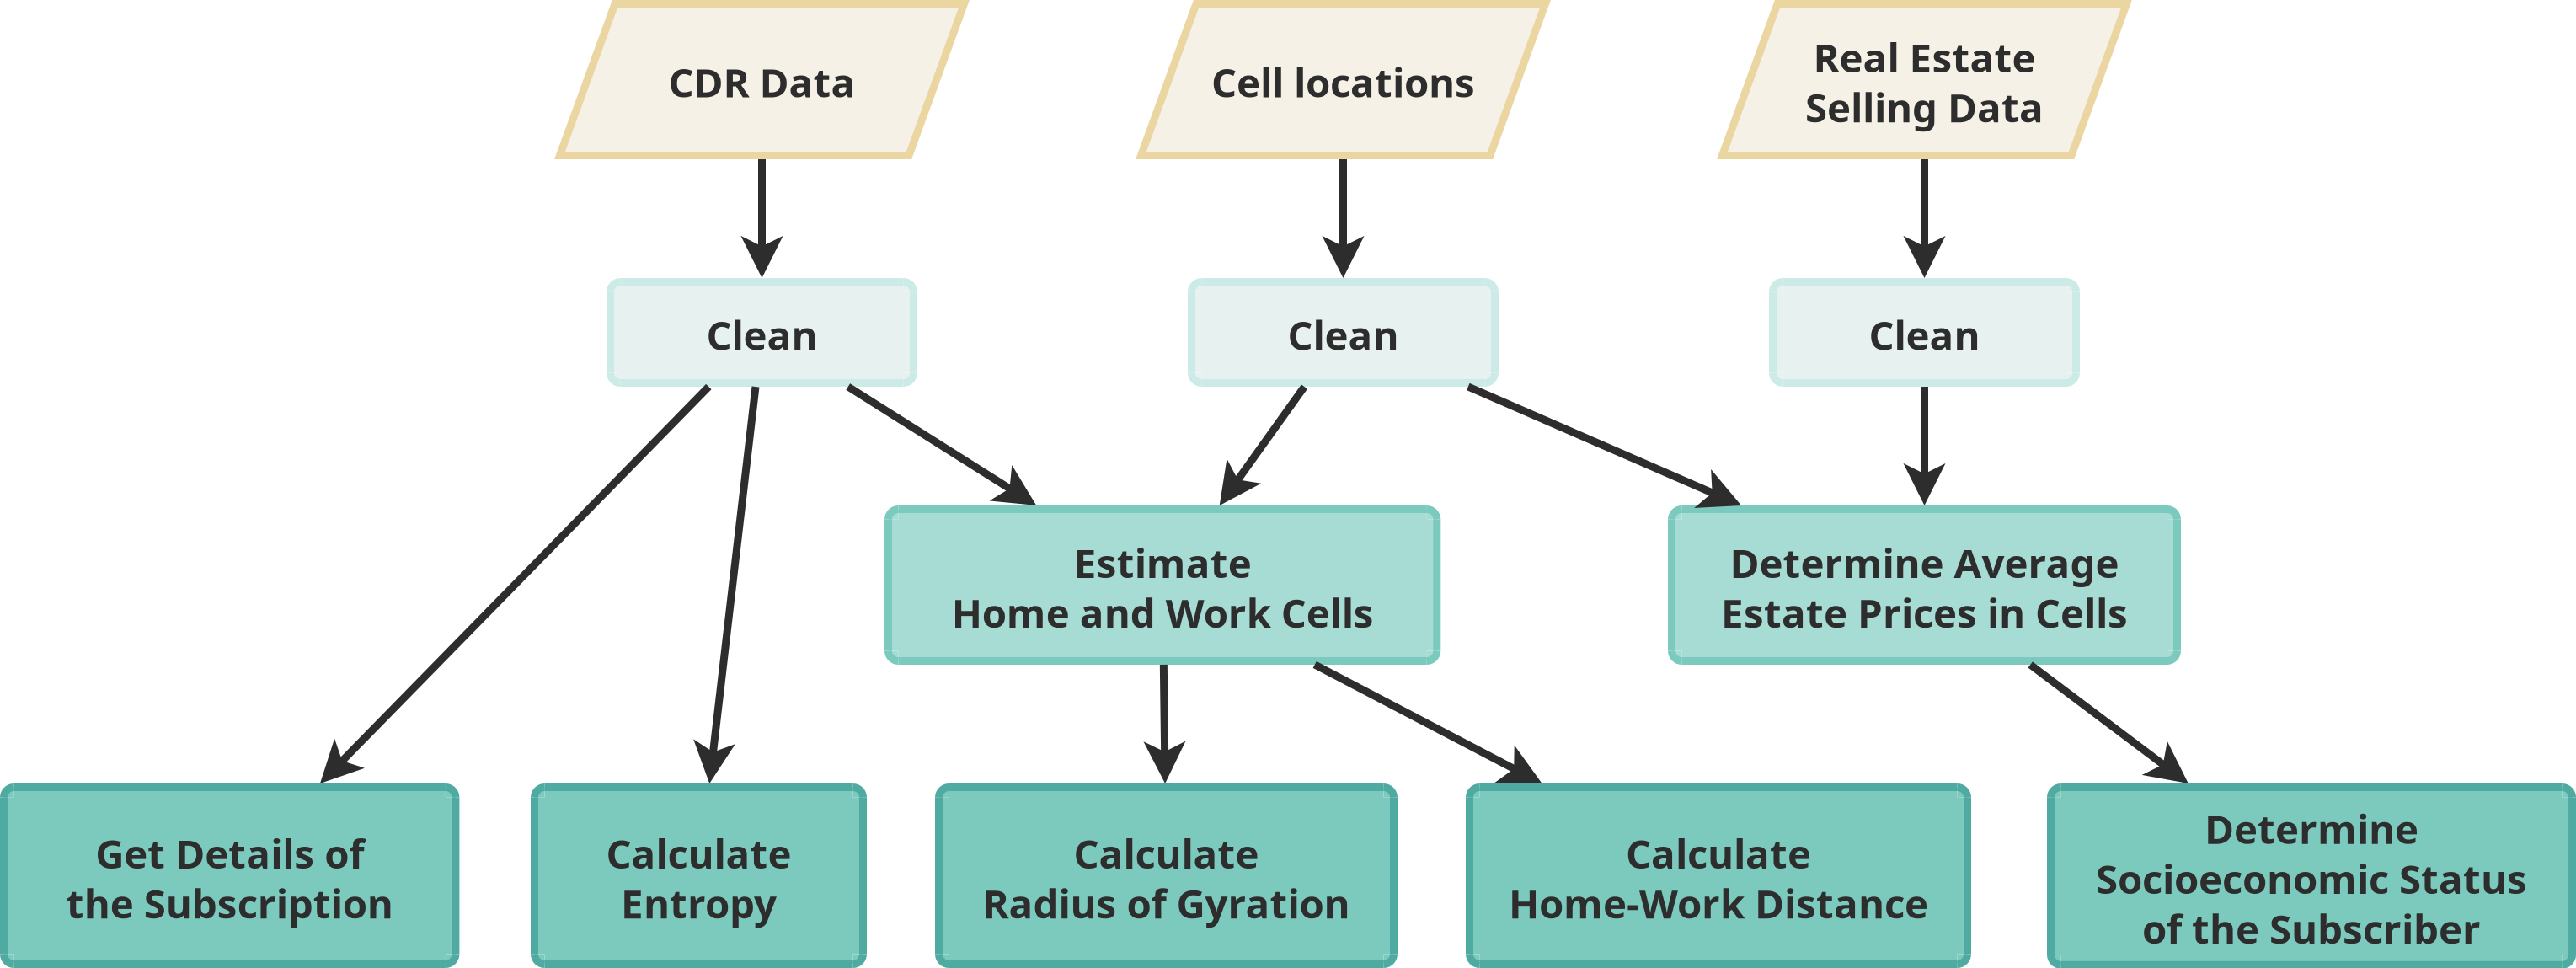 CDR Data
Cell locations
Real Estate
Selling Data
Clean
Clean
Clean
Estimate
Home and Work Cells
Determine Average
Estate Prices in Cells
Get Details of
the Subscription
Calculate
Entropy
Calculate
Radius of Gyration
Calculate
Home-Work Distance
Determine
Socioeconomic Status
of the Subscriber